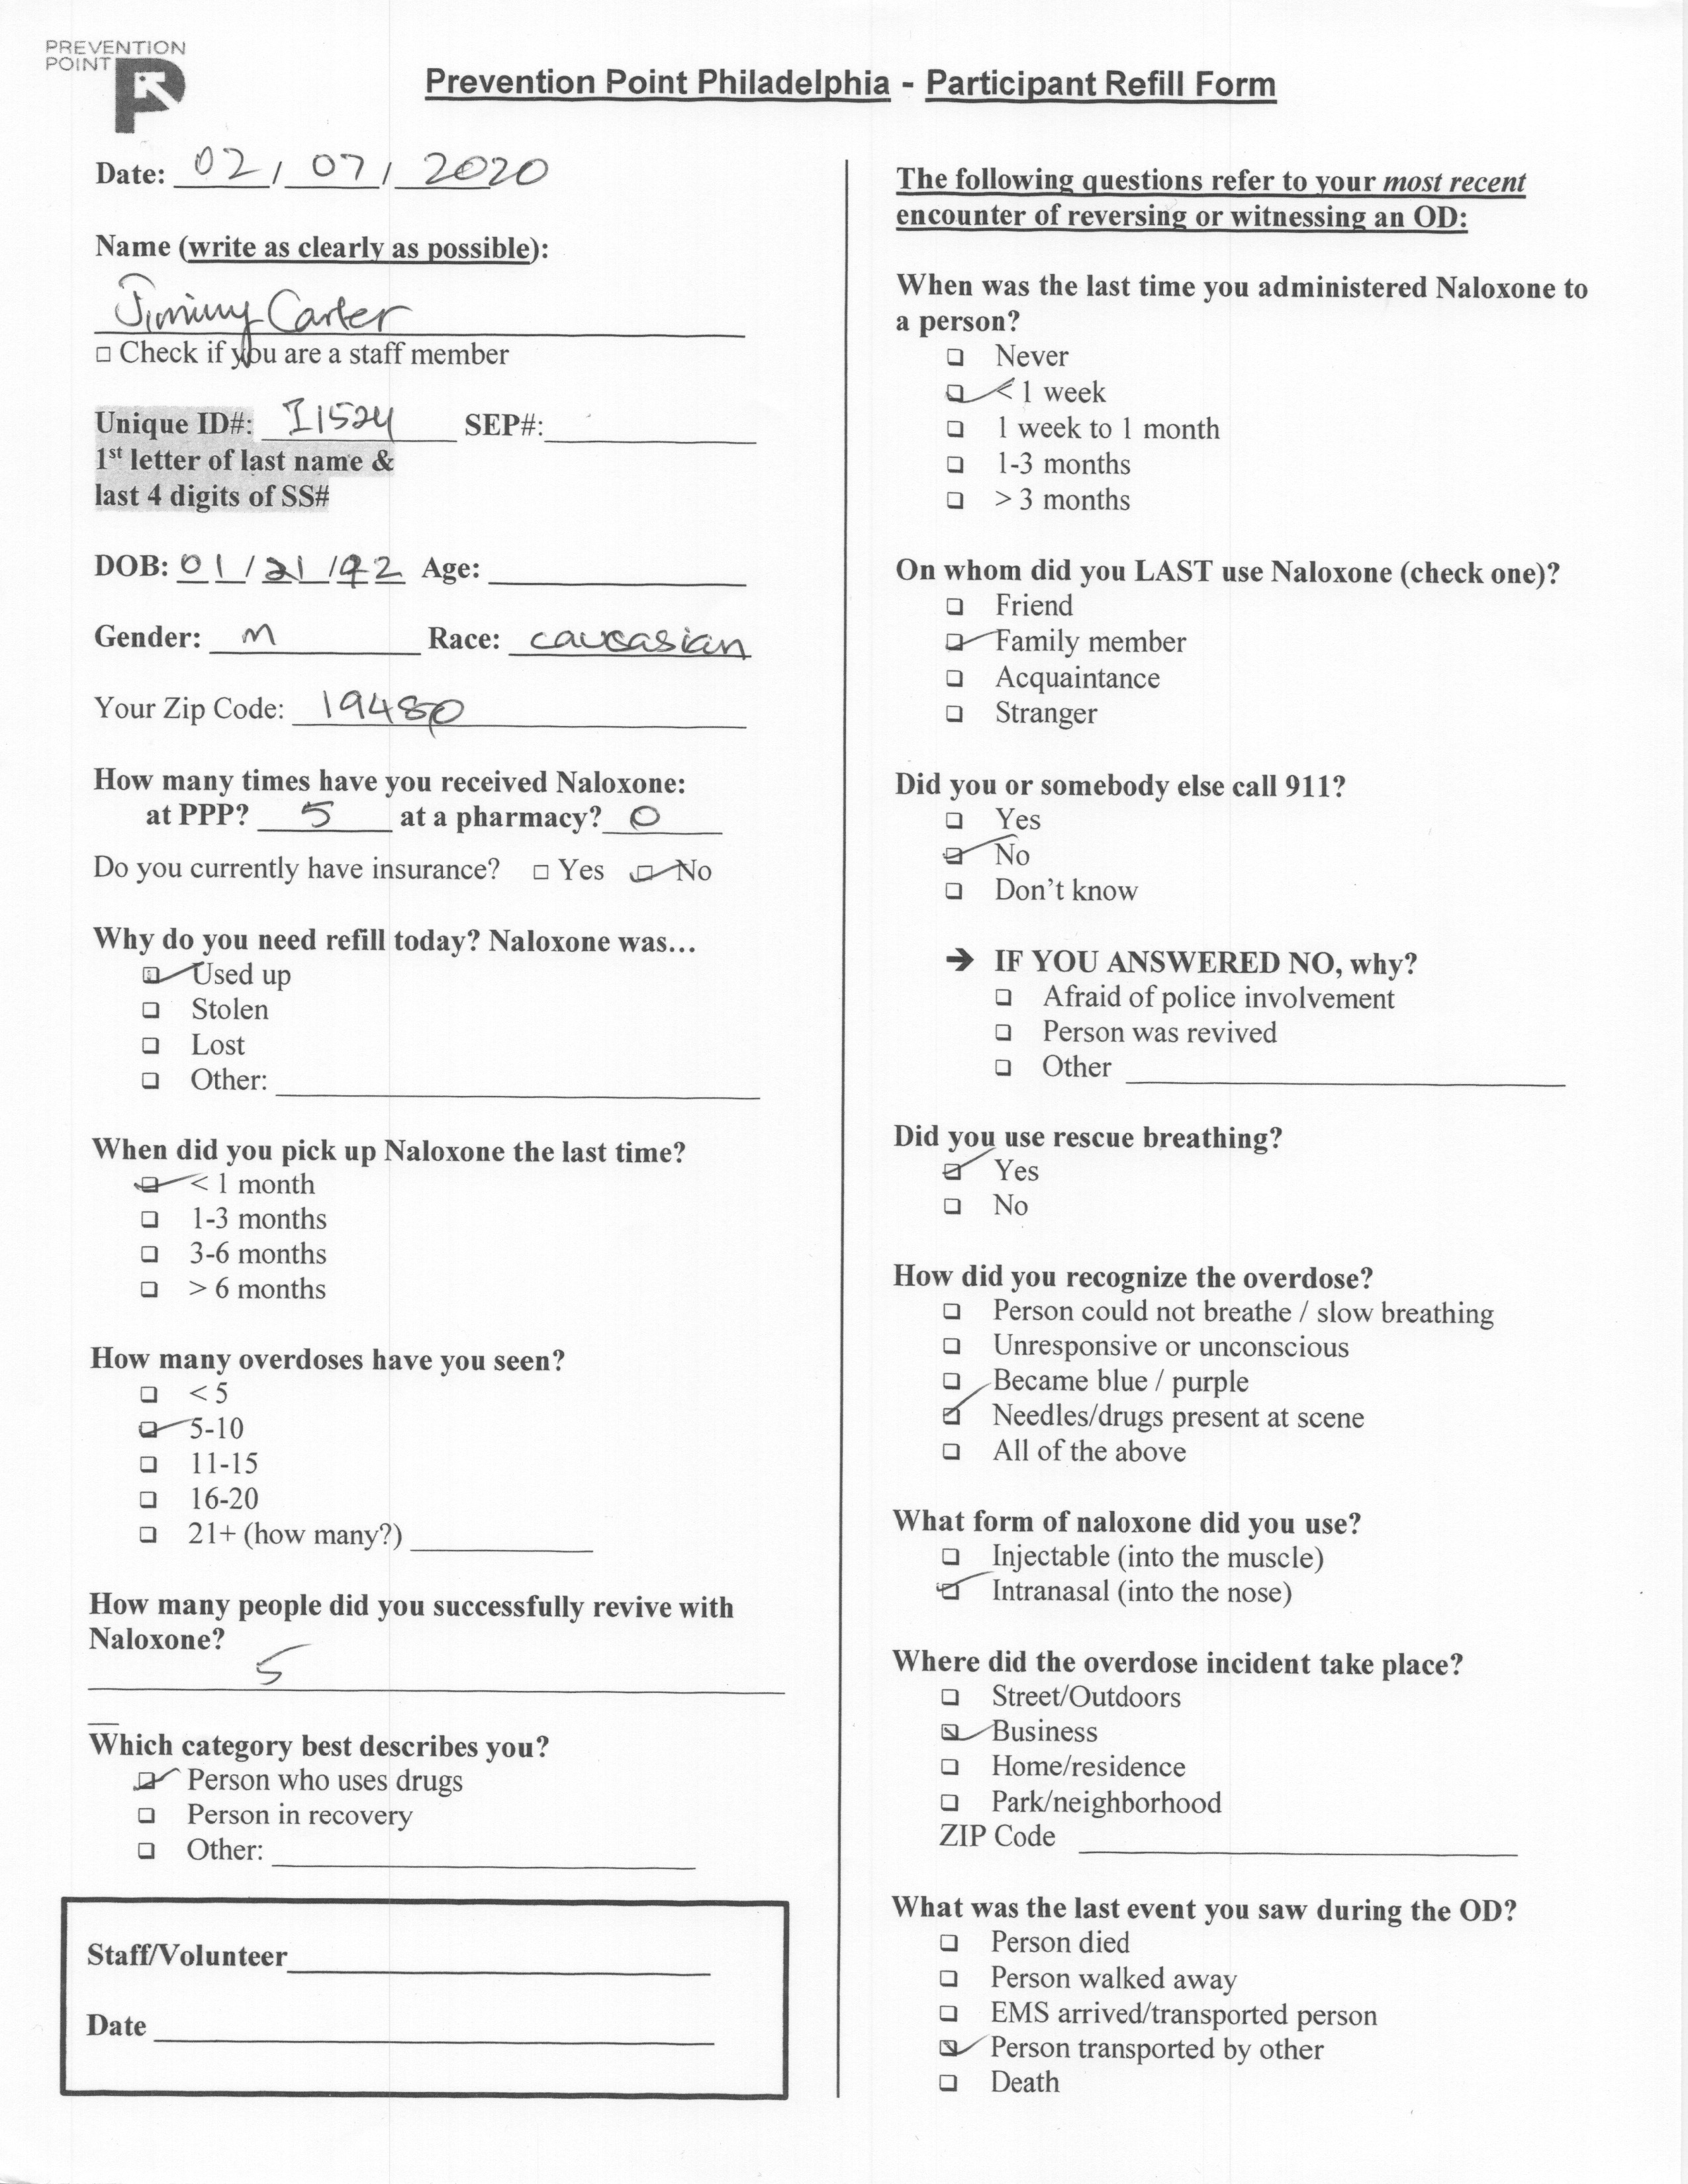 PREVENTION
POINT
Prevention Point Philadelphia - Participant Refill Form
Date: 02 / 07 / 2020
Name (write as clearly as possible):
Jimmy Carter
□ Check if you are a staff member
Unique ID#: I1524 SEP#:
1st letter of last name &
last 4 digits of SS#
DOB: 01/21/92 Age:
Gender: M Race: caucasian
Your Zip Code: 19480
How many times have you received Naloxone:
at PPP? 5 at a pharmacy? 0
Do you currently have insurance? □ Yes ☑ No
Why do you need refill today? Naloxone was...
☑ Used up
□ Stolen
□ Lost
□ Other:
When did you pick up Naloxone the last time?
☑ < 1 month
□ 1-3 months
□ 3-6 months
□ > 6 months
How many overdoses have you seen?
□ < 5
☑ 5-10
□ 11-15
□ 16-20
□ 21+ (how many?)
How many people did you successfully revive with
Naloxone?
5
Which category best describes you?
☑ Person who uses drugs
□ Person in recovery
□ Other:
Staff/Volunteer
Date
The following questions refer to your most recent
encounter of reversing or witnessing an OD:
When was the last time you administered Naloxone to
a person?
□ Never
☑ < 1 week
□ 1 week to 1 month
□ 1-3 months
□ > 3 months
On whom did you LAST use Naloxone (check one)?
□ Friend
☑ Family member
□ Acquaintance
□ Stranger
Did you or somebody else call 911?
□ Yes
☑ No
□ Don't know
➔ IF YOU ANSWERED NO, why?
□ Afraid of police involvement
□ Person was revived
□ Other
Did you use rescue breathing?
☑ Yes
□ No
How did you recognize the overdose?
□ Person could not breathe / slow breathing
□ Unresponsive or unconscious
□ Became blue / purple
☑ Needles/drugs present at scene
□ All of the above
What form of naloxone did you use?
□ Injectable (into the muscle)
☑ Intranasal (into the nose)
Where did the overdose incident take place?
□ Street/Outdoors
☑ Business
□ Home/residence
□ Park/neighborhood
ZIP Code
What was the last event you saw during the OD?
□ Person died
□ Person walked away
□ EMS arrived/transported person
☑ Person transported by other
□ Death